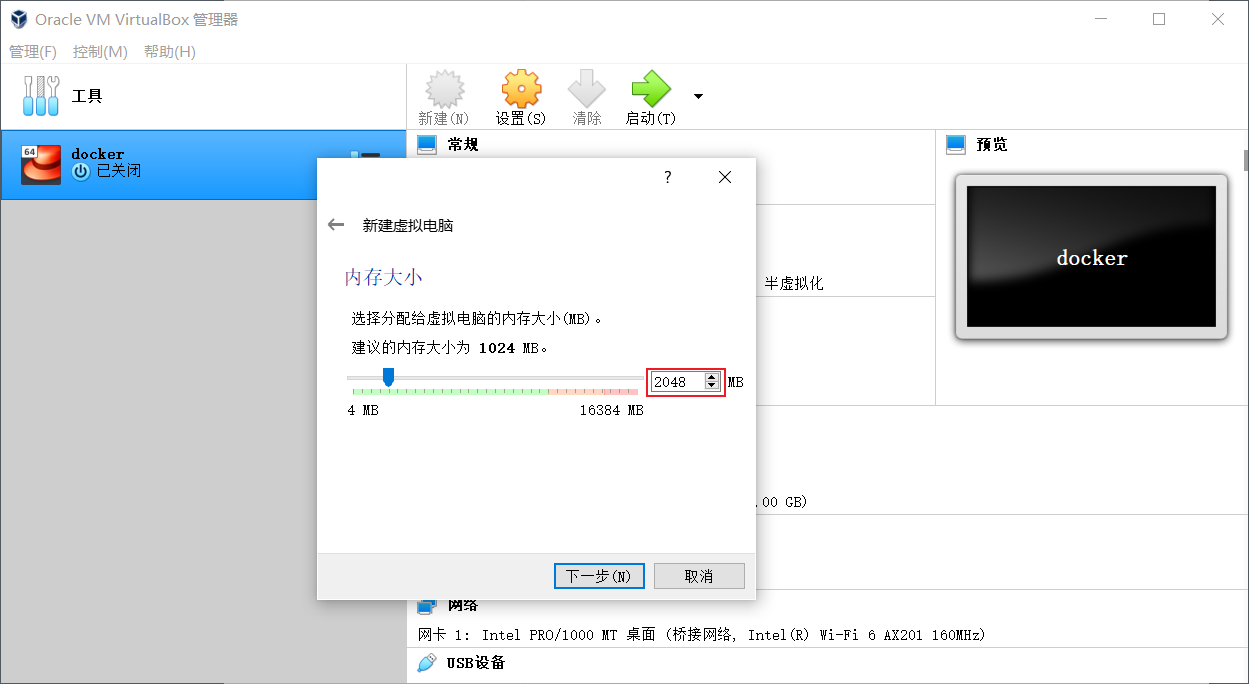 Oracle VM VirtualBox 管理器
管理(F) 控制(M) 帮助(H)
工具
新建(N) 设置(S) 清除 启动(T)
64
docker
已关闭
常规
预览
docker
?
新建虚拟电脑
内存大小
选择分配给虚拟电脑的内存大小(MB)。
建议的内存大小为 1024 MB。
2048 MB
4 MB 16384 MB
下一步(N) 取消
半虚拟化
.00 GB)
网络
网卡 1: Intel PRO/1000 MT 桌面 (桥接网络, Intel(R) Wi-Fi 6 AX201 160MHz)
USB设备